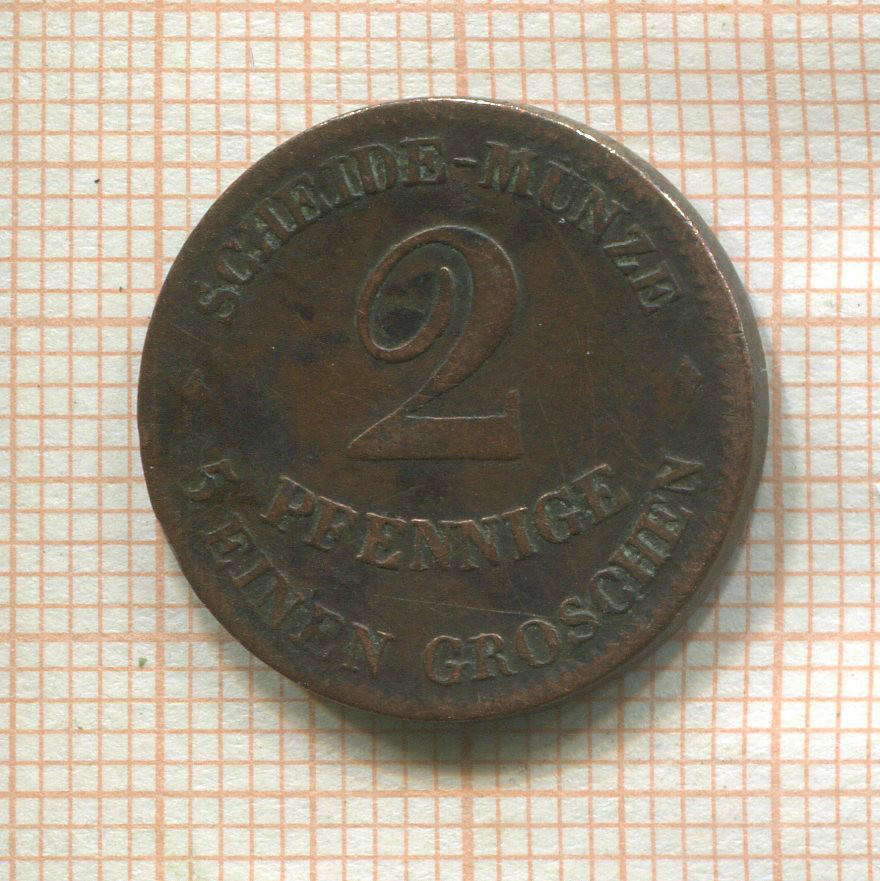 SCHEIDE-MÜNZE
2
PFENNIGE
5 EINEN GROSCHEN